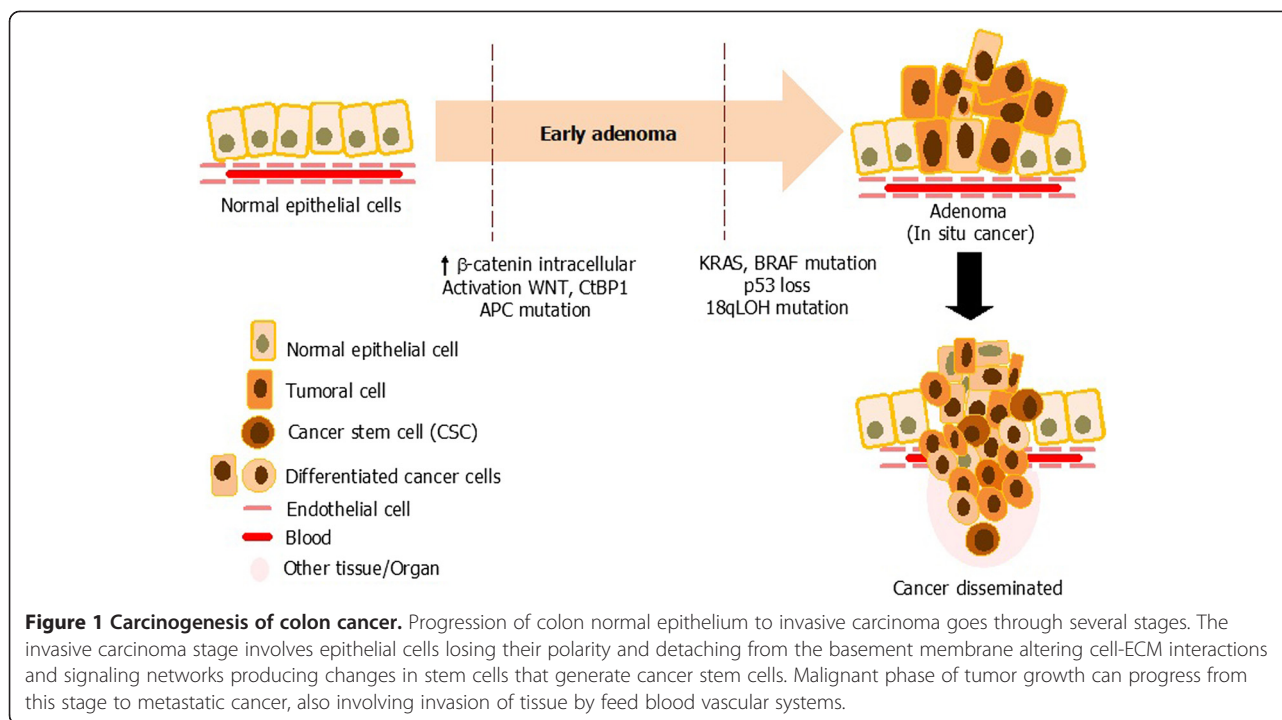 Early adenoma
Normal epithelial cells
Adenoma
(In situ cancer)
↑ β-catenin intracellular
Activation WNT, CtBP1
APC mutation
KRAS, BRAF mutation
p53 loss
18qLOH mutation
Normal epithelial cell
Tumoral cell
Cancer stem cell (CSC)
Differentiated cancer cells
Endothelial cell
Blood
Other tissue/Organ
Cancer disseminated
Figure 1 Carcinogenesis of colon cancer. Progression of colon normal epithelium to invasive carcinoma goes through several stages. The
invasive carcinoma stage involves epithelial cells losing their polarity and detaching from the basement membrane altering cell-ECM interactions
and signaling networks producing changes in stem cells that generate cancer stem cells. Malignant phase of tumor growth can progress from
this stage to metastatic cancer, also involving invasion of tissue by feed blood vascular systems.